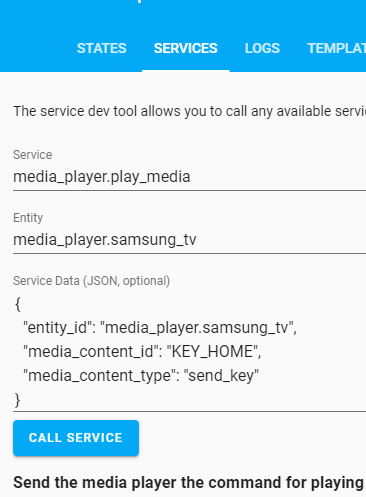 STATES SERVICES LOGS
The service dev tool allows you to call any available
Service
media_player.play_media
Entity
media_player.samsung_tv
Service Data (JSON, optional)
{
"entity_id": "media_player.samsung_tv",
"media_content_id": "KEY_HOME",
"media_content_type": "send_key"
}
CALL SERVICE
Send the media player the command for playing